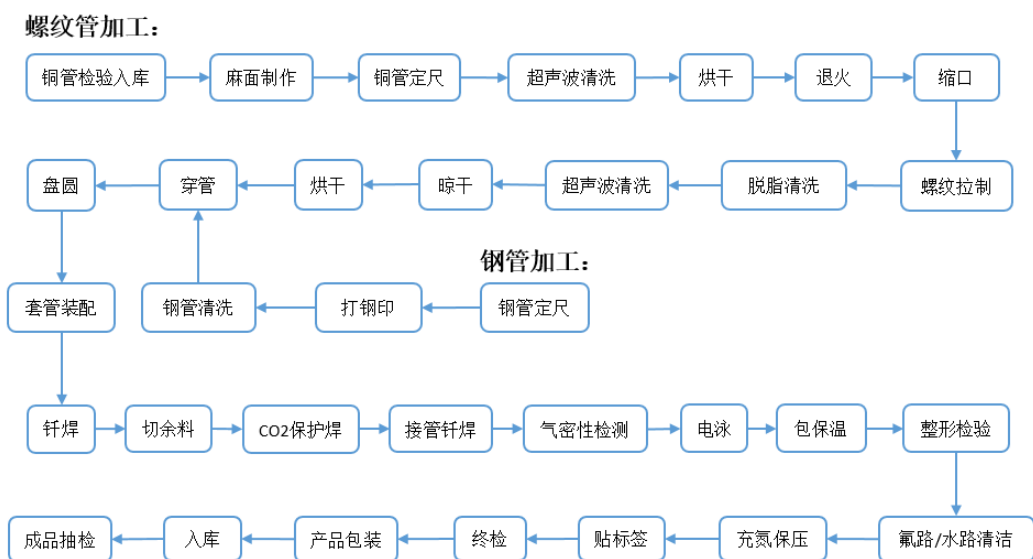 螺纹管加工：
铜管检验入库 麻面制作 铜管定尺 超声波清洗 烘干 退火 缩口
盘圆 穿管 烘干 晾干 超声波清洗 脱脂清洗 螺纹拉制
钢管加工：
套管装配 钢管清洗 打钢印 钢管定尺
钎焊 切余料 CO2保护焊 接管钎焊 气密性检测 电泳 包保温 整形检验
成品抽检 入库 产品包装 终检 贴标签 充氮保压 氟路/水路清洁